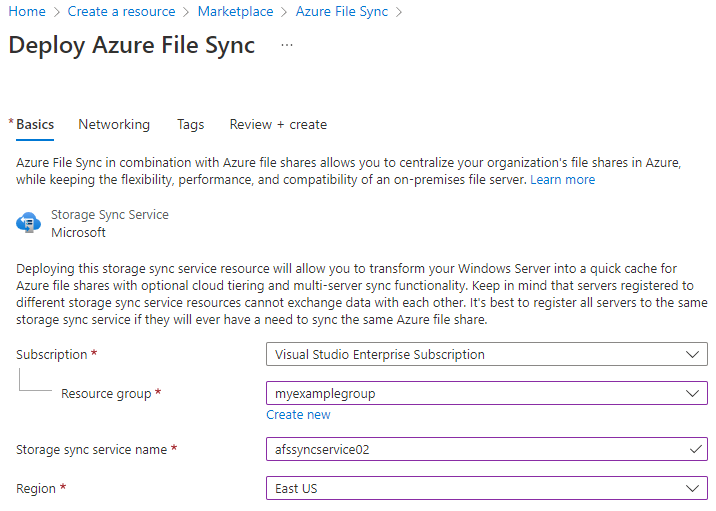 Home > Create a resource > Marketplace > Azure File Sync >
Deploy Azure File Sync ...
* Basics Networking Tags Review + create
Azure File Sync in combination with Azure file shares allows you to centralize your organization's file shares in Azure,
while keeping the flexibility, performance, and compatibility of an on-premises file server. Learn more
Storage Sync Service
Microsoft
Deploying this storage sync service resource will allow you to transform your Windows Server into a quick cache for
Azure file shares with optional cloud tiering and multi-server sync functionality. Keep in mind that servers registered to
different storage sync service resources cannot exchange data with each other. It's best to register all servers to the same
storage sync service if they will ever have a need to sync the same Azure file share.
Subscription * Visual Studio Enterprise Subscription
Resource group * myexamplegroup
Create new
Storage sync service name * afssyncservice02
Region * East US